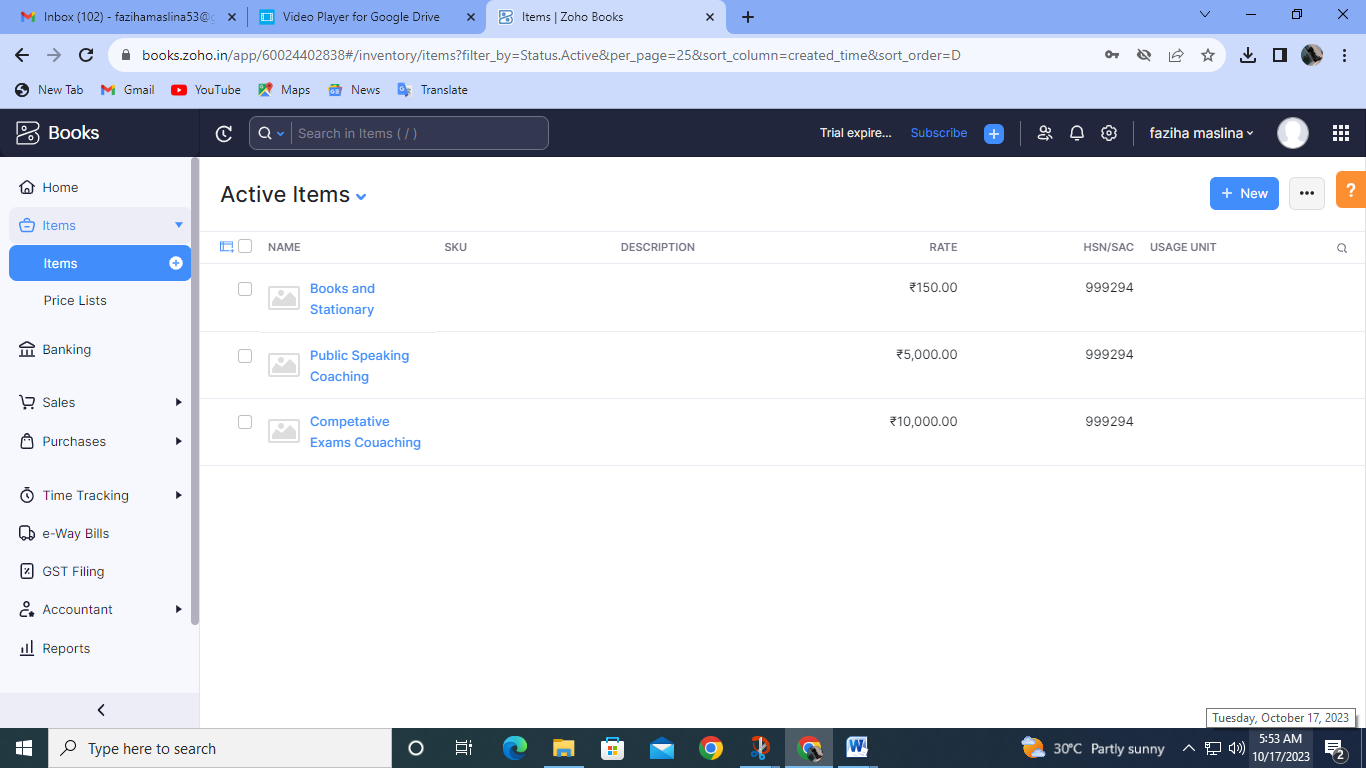 Inbox (102) - fazihamaslina53@g
Video Player for Google Drive
Items | Zoho Books
books.zoho.in/app/60024402838#/inventory/items?filter_by=Status.Active&per_page=25&sort_column=created_time&sort_order=D
New Tab
Gmail
YouTube
Maps
News
Translate
Books
Search in Items ( / )
Trial expire...
Subscribe
faziha maslina
Home
Items
Items
Price Lists
Banking
Sales
Purchases
Time Tracking
e-Way Bills
GST Filing
Accountant
Reports
Active Items
+ New
?
NAME SKU DESCRIPTION RATE HSN/SAC USAGE UNIT
Books and
Stationary
₹150.00 999294
Public Speaking
Coaching
₹5,000.00 999294
Competative
Exams Couaching
₹10,000.00 999294
Tuesday, October 17, 2023
Type here to search
30°C Partly sunny
5:53 AM
10/17/2023
2